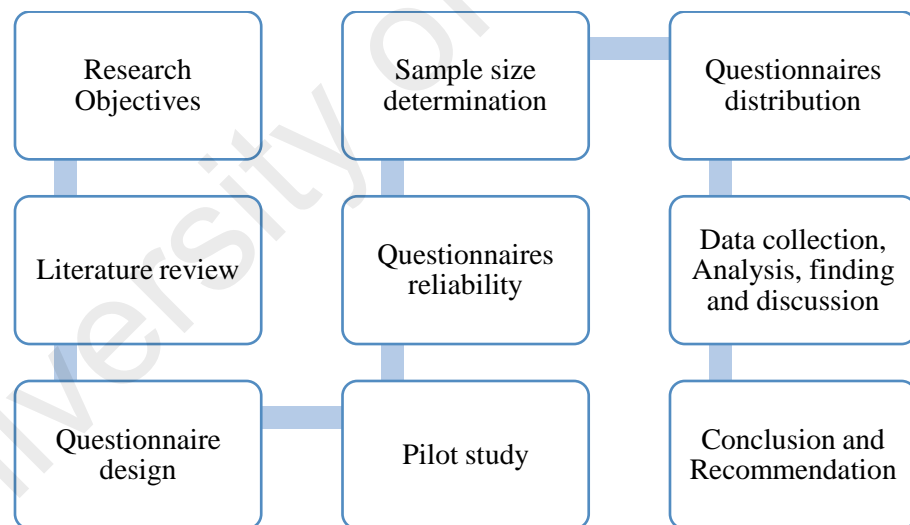 Research
Objectives
Literature review
Questionnaire
design
Pilot study
Questionnaires
reliability
Sample size
determination
Questionnaires
distribution
Data collection,
Analysis, finding
and discussion
Conclusion and
Recommendation